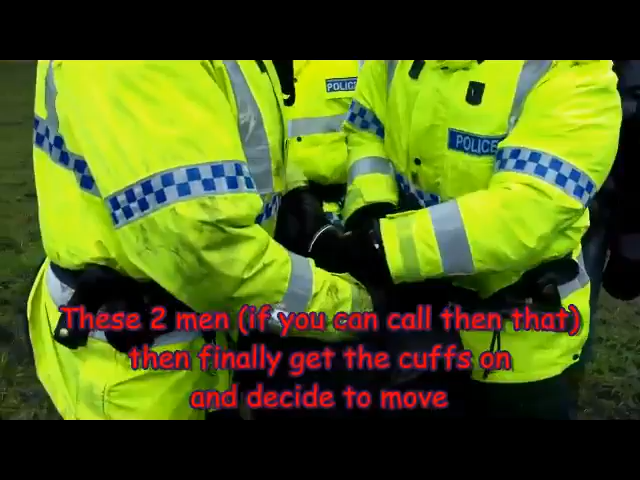 POLICE
POLICE
These 2 men (if you can call then that)
then finally get the cuffs on
and decide to move